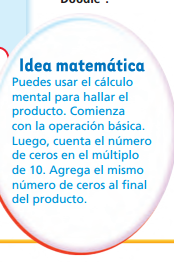 Doodle".
Idea matemática
Puedes usar el cálculo
mental para hallar el
producto. Comienza
con la operación básica.
Luego, cuenta el número
de ceros en el múltiplo
de 10. Agrega el mismo
número de ceros al final
del producto.